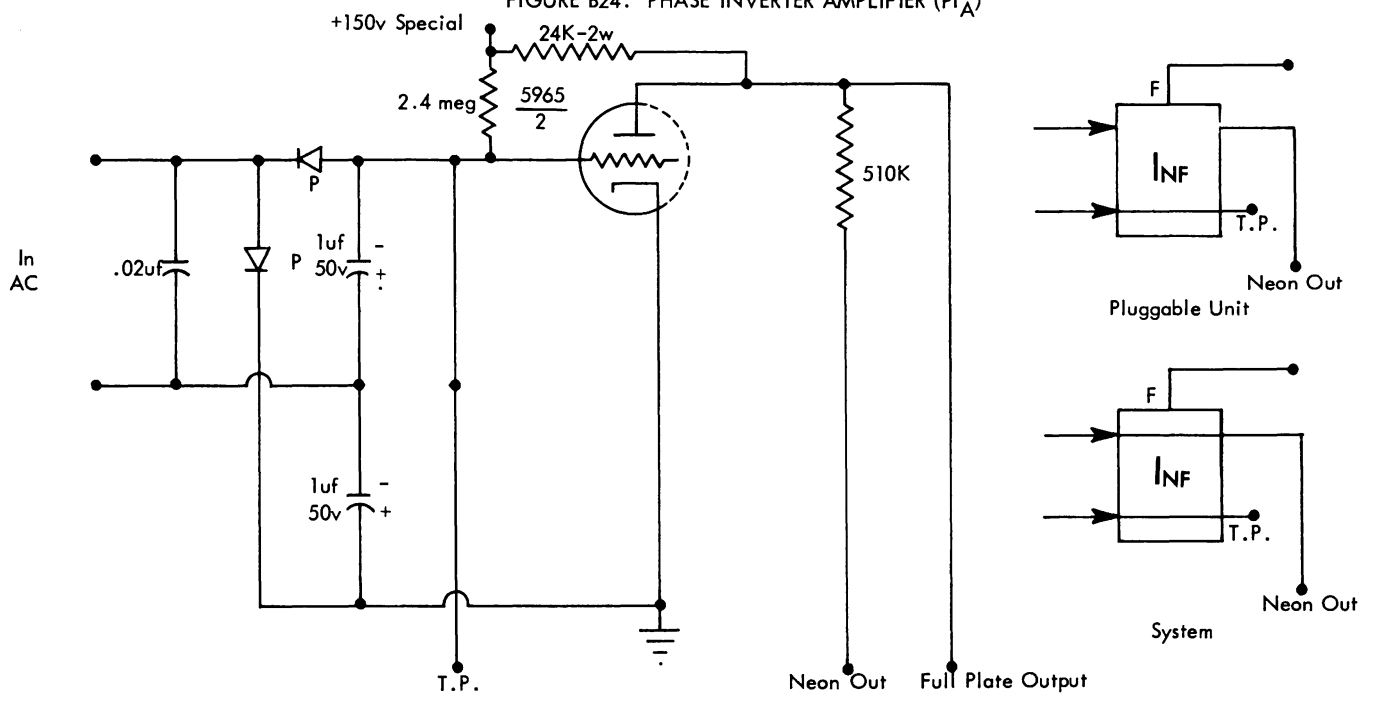 FIGURE B24. PHASE INVERTER AMPLIFIER (PI A)
+150v Special
24K-2w
2.4 meg
5965
2
P
In
AC
.02uf
P
1uf
50v
-
+
510K
1uf
50v
-
+
T.P.
Neon Out
Full Plate Output
F
INF
T.P.
Neon Out
Pluggable Unit
F
INF
T.P.
Neon Out
System